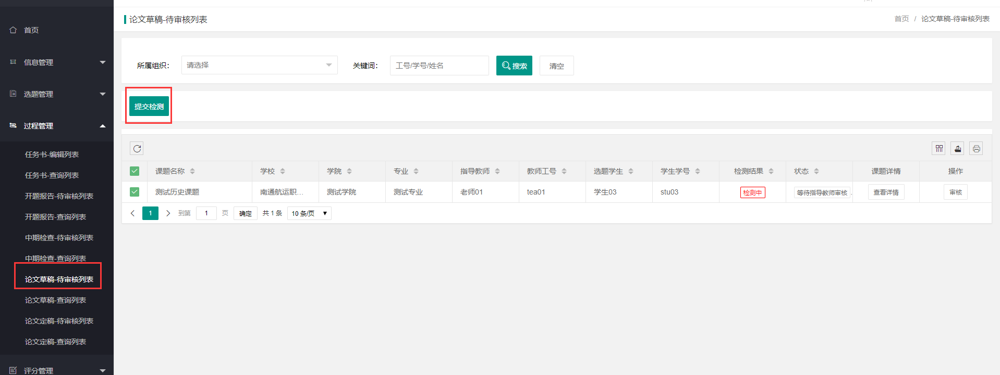 首页
信息管理
选题管理
过程管理
任务书-编辑列表
任务书-查询列表
开题报告-待审核列表
开题报告-查询列表
中期检查-待审核列表
中期检查-查询列表
论文草稿-待审核列表
论文草稿-查询列表
论文定稿-待审核列表
论文定稿-查询列表
评分管理
论文草稿-待审核列表
首页 / 论文草稿-待审核列表
所属组织： 请选择 关键词： 工号/学号/姓名 搜索 清空
提交检测
课题名称 学校 学院 专业 指导教师 教师工号 选题学生 学生学号 检测结果 状态 课题详情 操作
测试历史课题 南通航运职... 测试学院 测试专业 老师01 tea01 学生03 stu03 检测中 等待指导教师审核 查看详情 审核
1 到第 1 页 确定 共 1 条 10 条/页